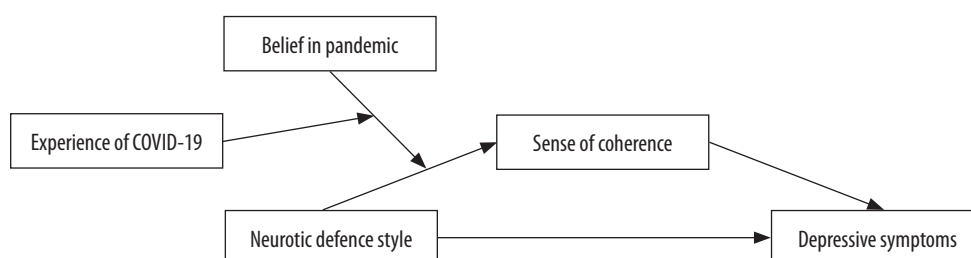 Belief in pandemic
Experience of COVID-19
Sense of coherence
Neurotic defence style
Depressive symptoms